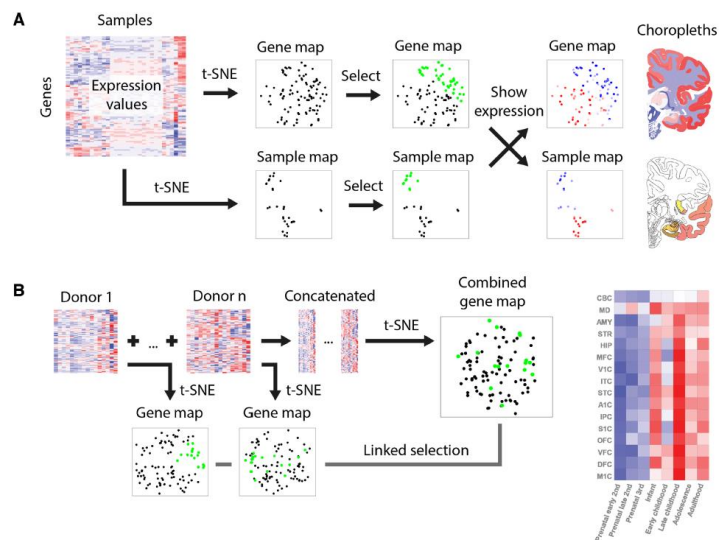 A
Samples
Genes
Expression
values
t-SNE
t-SNE
Gene map
Select
Gene map
Show
expression
Gene map
Choropleths
Sample map
Select
Sample map
Sample map
B
Donor 1
... 
Donor n
Concatenated
...
t-SNE
Combined
gene map
t-SNE
t-SNE
Gene map
Gene map
Linked selection
CBC
MD
AMY
STR
HIP
MFC
V1C
ITC
STC
A1C
IPC
S1C
OFC
VFC
DFC
M1C
Prenatal early 2nd
Prenatal late 2nd
Prenatal 3rd
Infant
Early childhood
Late childhood
Adolescence
Adulthood